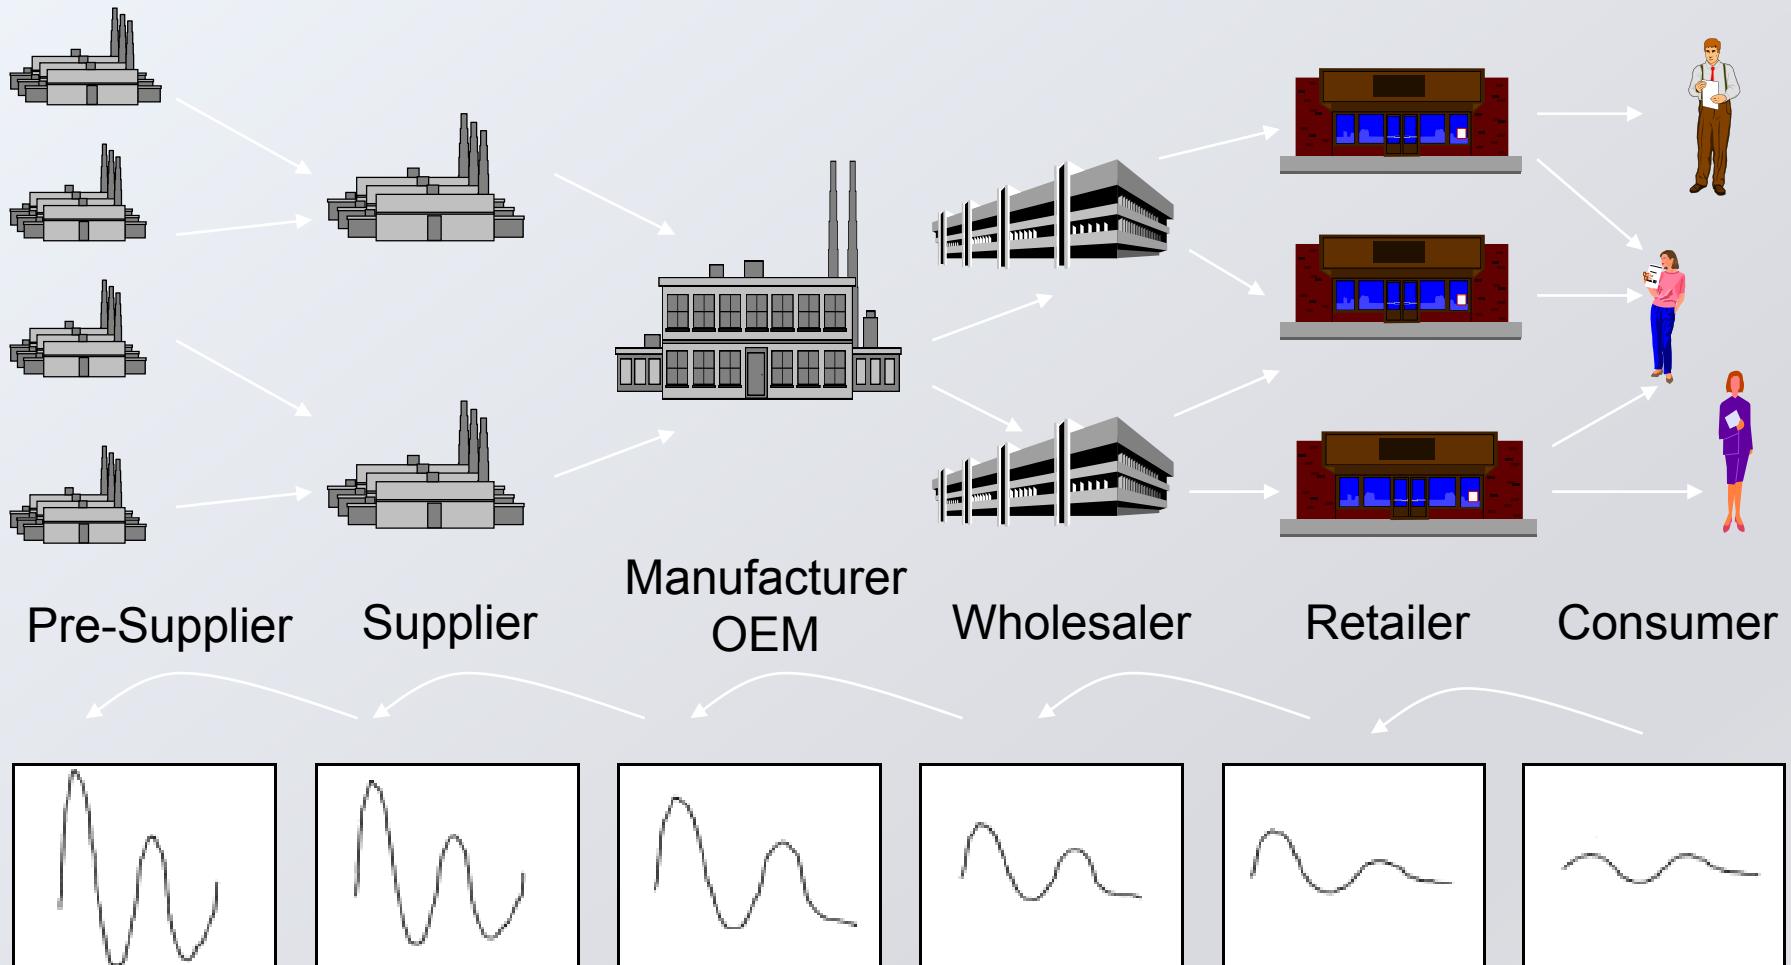 Pre-Supplier
Supplier
Manufacturer
OEM
Wholesaler
Retailer
Consumer